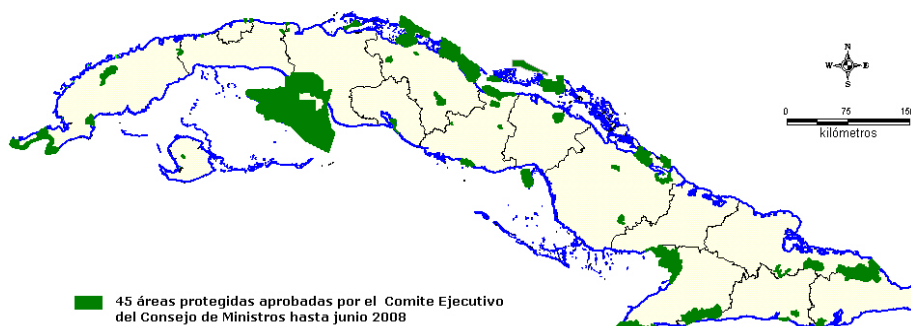 N
W E
S
0 75 150
kilómetros
45 áreas protegidas aprobadas por el Comite Ejecutivo
del Consejo de Ministros hasta junio 2008